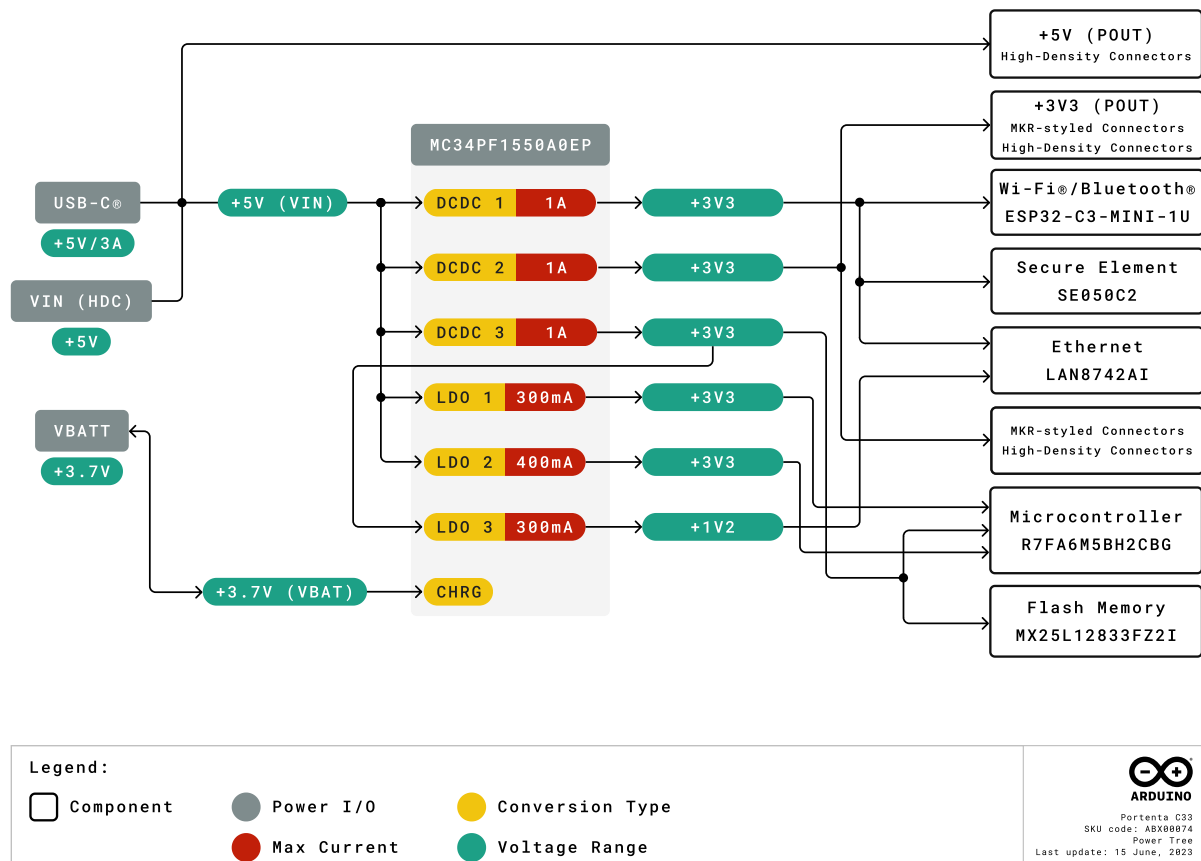 +5V (POUT)
High-Density Connectors
+3V3 (POUT)
MKR-styled Connectors
High-Density Connectors
MC34PF1550A0EP
USB-C®
+5V/3A
+5V (VIN)
DCDC 1 1A
+3V3
Wi-Fi®/Bluetooth®
ESP32-C3-MINI-1U
DCDC 2 1A
+3V3
Secure Element
SE050C2
VIN (HDC)
+5V
DCDC 3 1A
+3V3
Ethernet
LAN8742AI
LDO 1 300mA
+3V3
VBATT
+3.7V
MKR-styled Connectors
High-Density Connectors
LDO 2 400mA
+3V3
LDO 3 300mA
+1V2
Microcontroller
R7FA6M5BH2CBG
+3.7V (VBAT)
CHRG
Flash Memory
MX25L12833FZ2I
Legend:
Component
Power I/O
Conversion Type
Max Current
Voltage Range
ARDUINO
Portenta C33
SKU code: ABX00074
Power Tree
Last update: 15 June, 2023